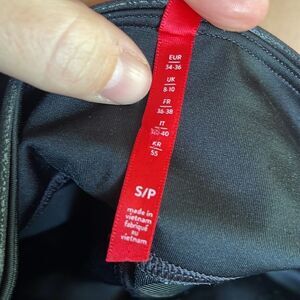 EUR
34-36
UK
8-10
FR
36-38
IT
-40
KR
55
S/P
made in
vietnam
fabriqué
au
vietnam